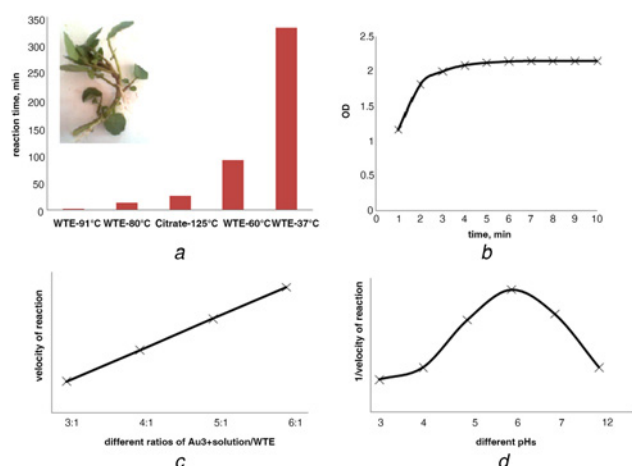 350
300
250
200
150
100
50
0
reaction time, min
WTE-91°C WTE-80°C Citrate-125°C WTE-60°C WTE-37°C
a
2.5
2
1.5
1
0.5
0
OD
0 1 2 3 4 5 6 7 8 9 10
time, min
b
velocity of reaction
3:1 4:1 5:1 6:1
different ratios of Au3+solution/WTE
c
1/velocity of reaction
3 4 5 6 7 12
different pHs
d